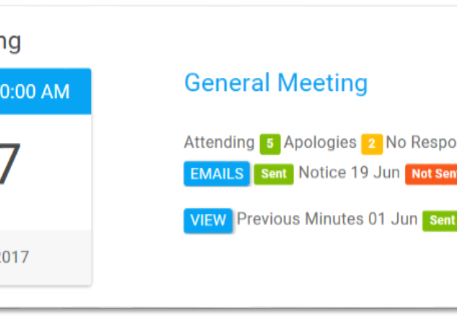 ng
0:00 AM
7
2017
General Meeting
Attending 5 Apologies 2 No Respo
EMAILS Sent Notice 19 Jun Not Sent
VIEW Previous Minutes 01 Jun Sent